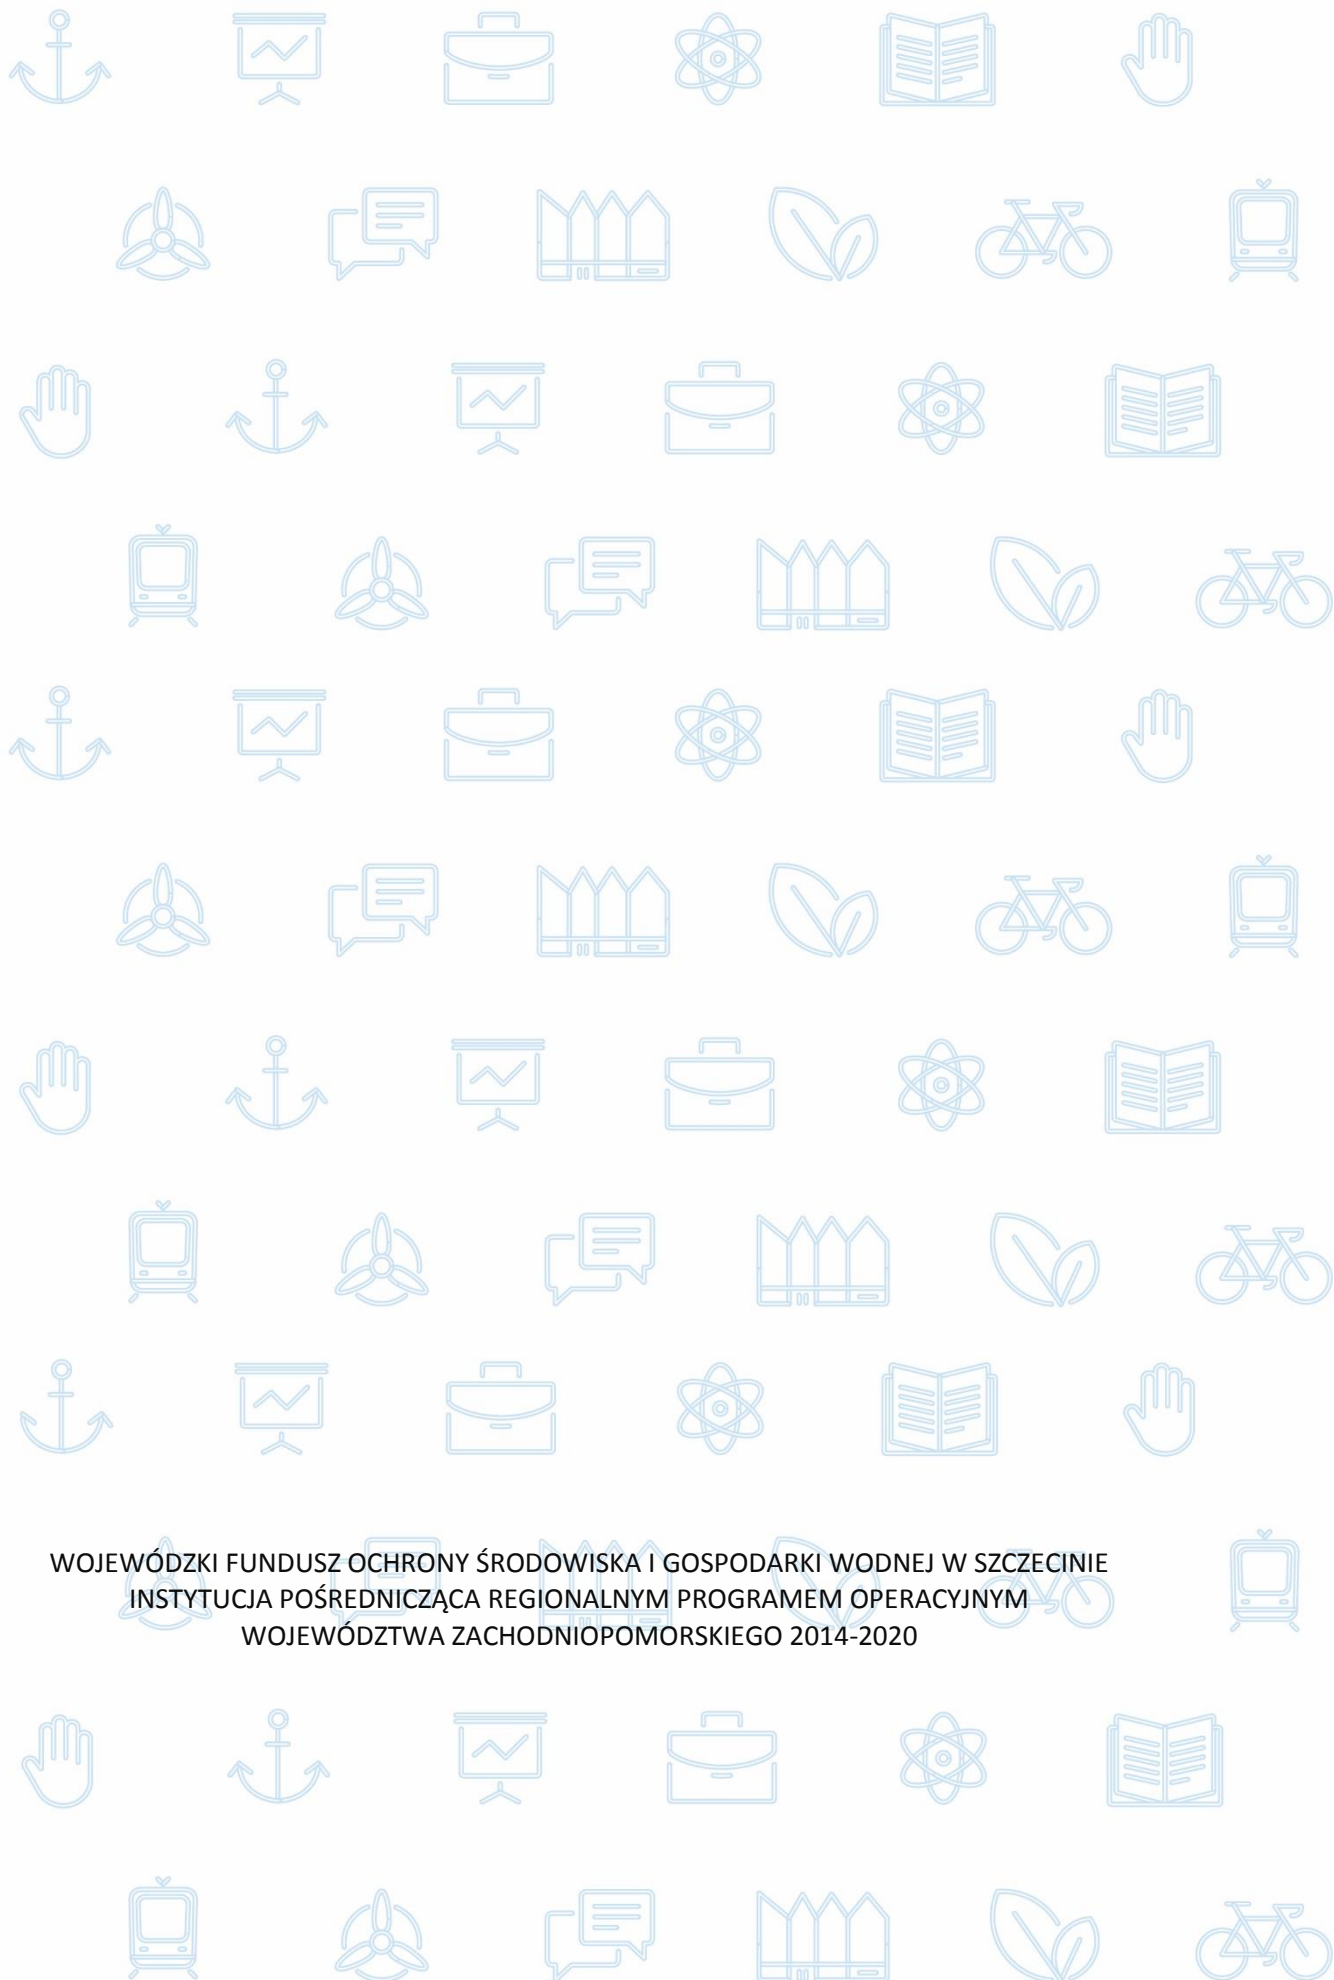 WOJEWÓDZKI FUNDUSZ OCHRONY ŚRODOWISKA I GOSPODARKI WODNEJ W SZCZECINIE
INSTYTUCJA POŚREDNICZĄCA REGIONALNYM PROGRAMEM OPERACYJNYM
WOJEWÓDZTWA ZACHODNIOPOMORSKIEGO 2014-2020